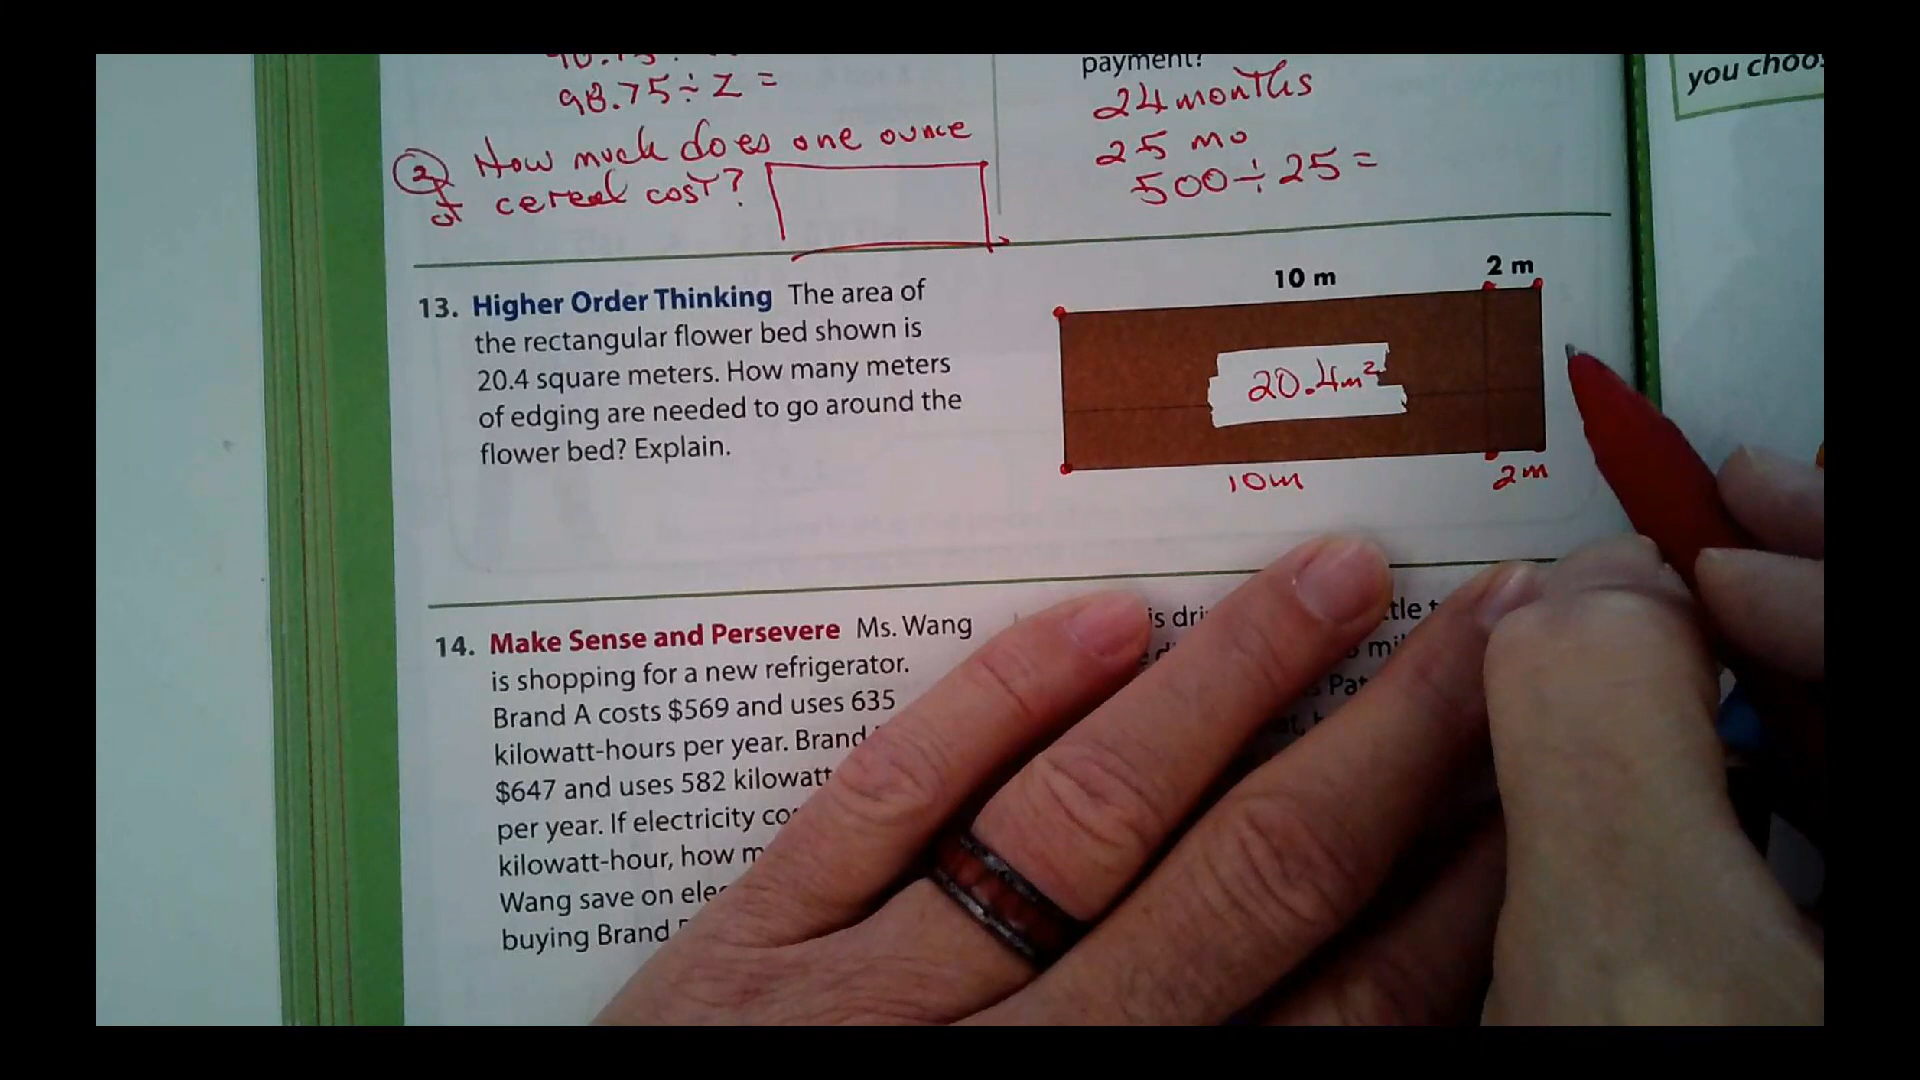 98.75 ÷ 2 =
② How much does one ounce
of cereal cost?
payment?
24 months
25 mo
500 ÷ 25 =
you choo
13. Higher Order Thinking The area of
the rectangular flower bed shown is
20.4 square meters. How many meters
of edging are needed to go around the
flower bed? Explain.
10 m
2 m
20.4m²
10m
2m
14. Make Sense and Persevere Ms. Wang
is shopping for a new refrigerator.
Brand A costs $569 and uses 635
kilowatt-hours per year. Brand
$647 and uses 582 kilowatt
per year. If electricity co
kilowatt-hour, how m
Wang save on ele
buying Brand
is dri
tle t
mi
Pat